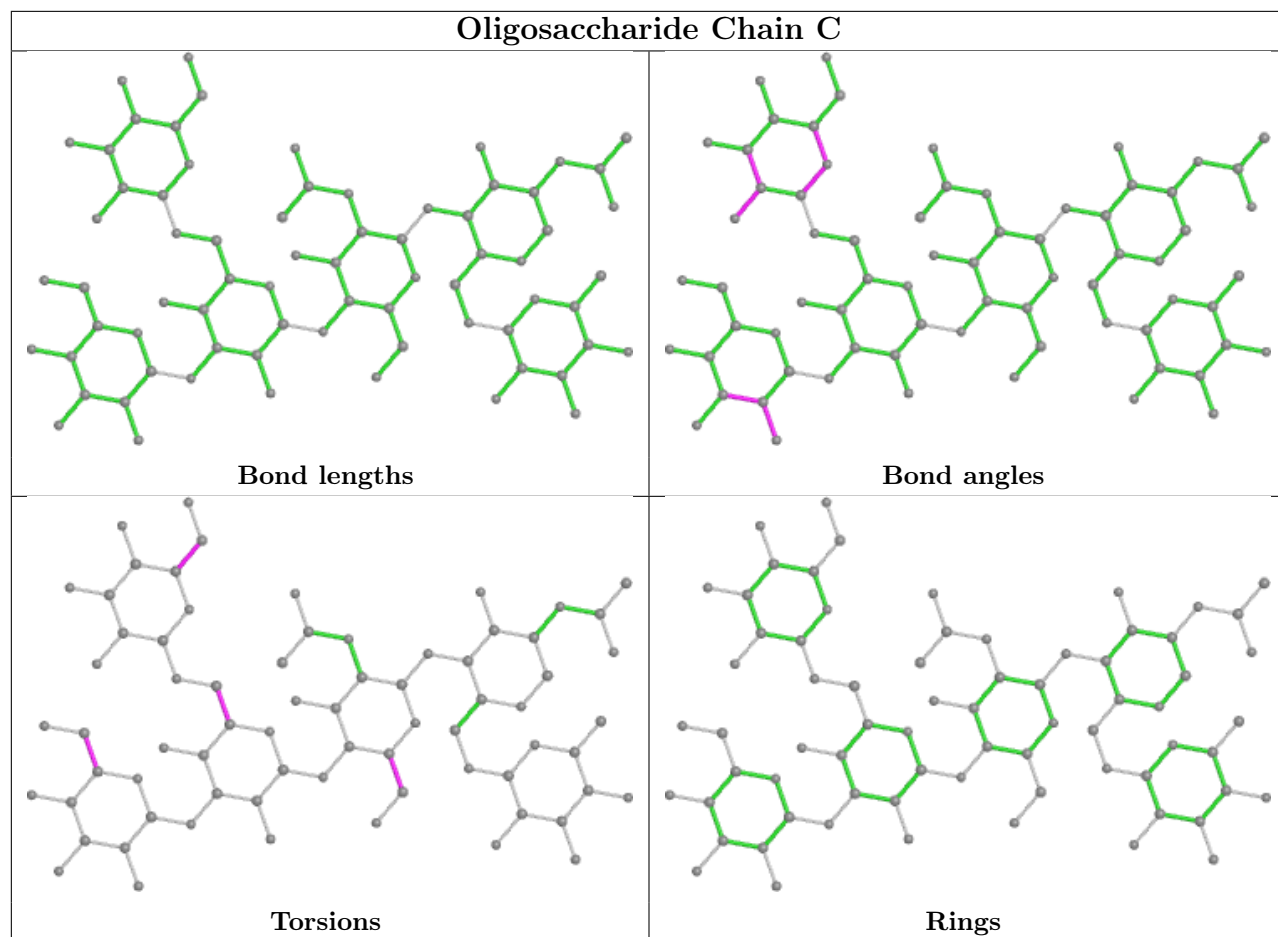 Oligosaccharide Chain C
Bond lengths
Bond angles
Torsions
Rings